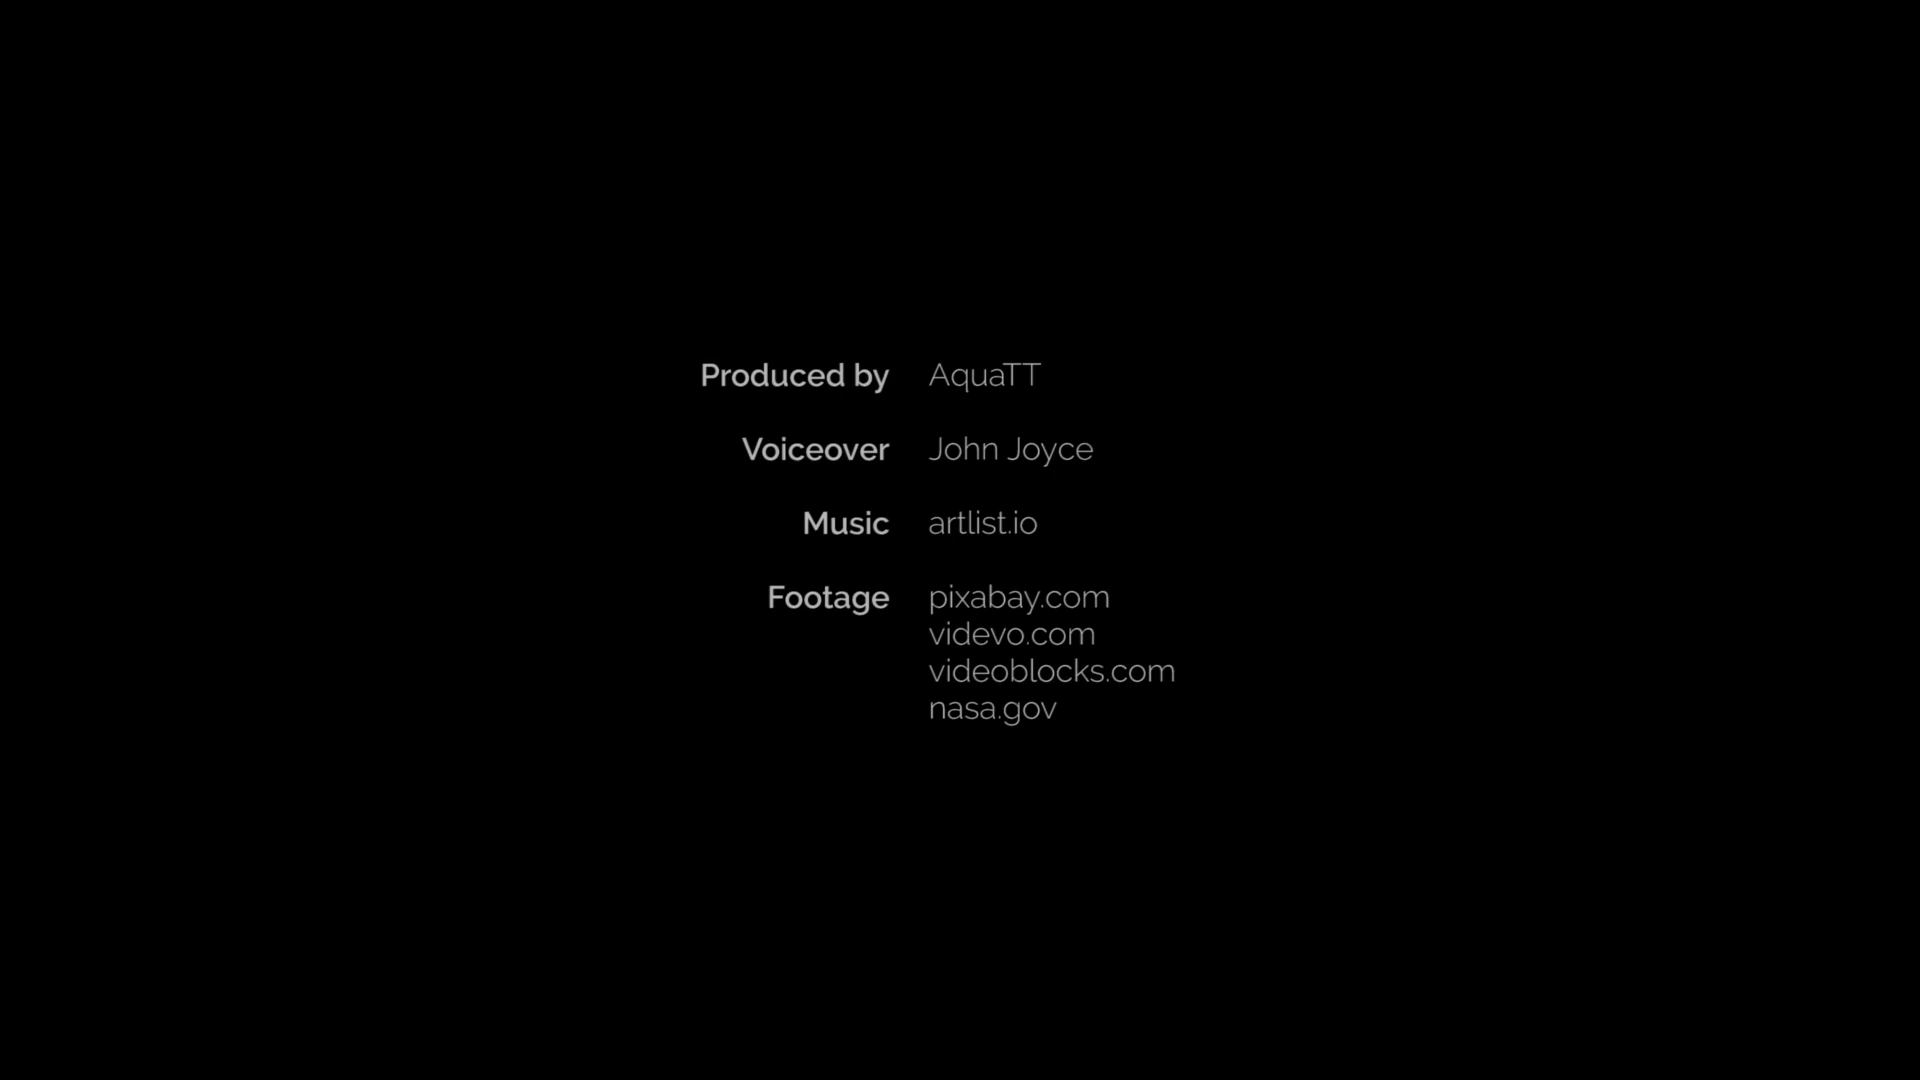 Produced by AquaTT
Voiceover John Joyce
Music artlist.io
Footage pixabay.com
videvo.com
videoblocks.com
nasa.gov